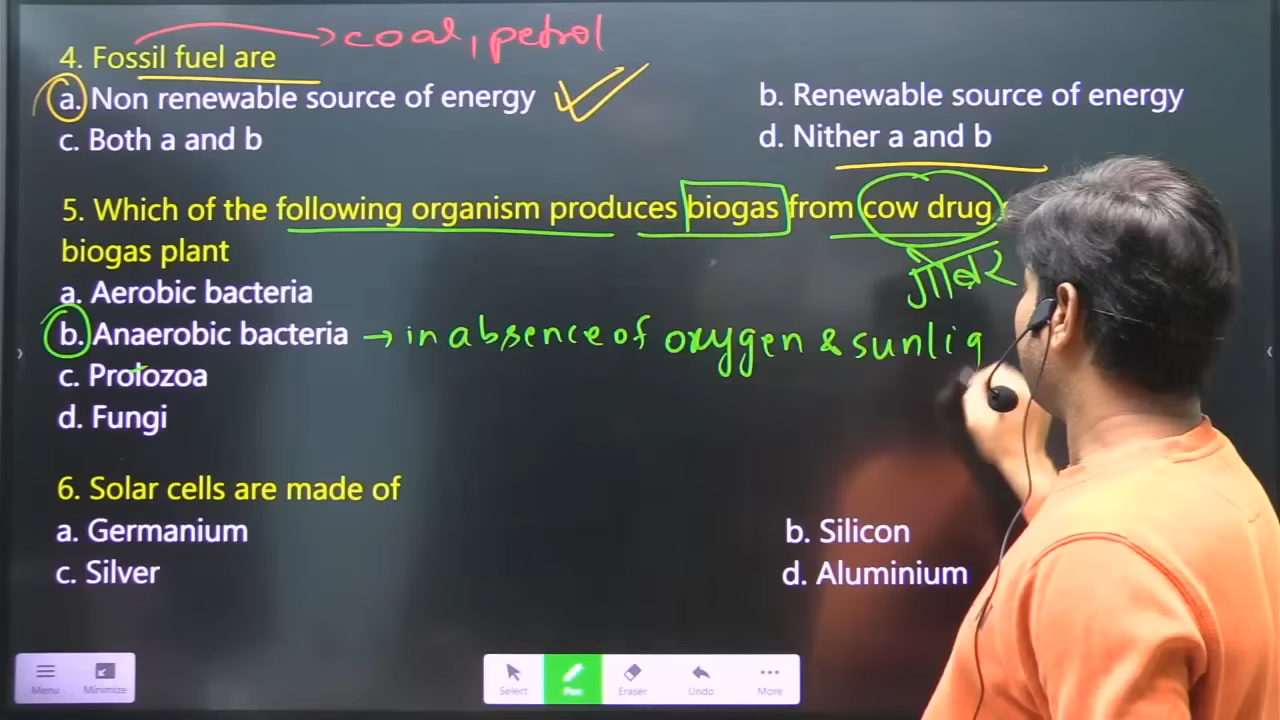 coal, petrol
4. Fossil fuel are
a. Non renewable source of energy
b. Renewable source of energy
c. Both a and b
d. Nither a and b
5. Which of the following organism produces biogas from cow drug
biogas plant
गोबर
a. Aerobic bacteria
b. Anaerobic bacteria → in absence of oxygen & sunlig
c. Protozoa
d. Fungi
6. Solar cells are made of
a. Germanium
b. Silicon
c. Silver
d. Aluminium
Menu
Minimize
Select
Pen
Eraser
Undo
More